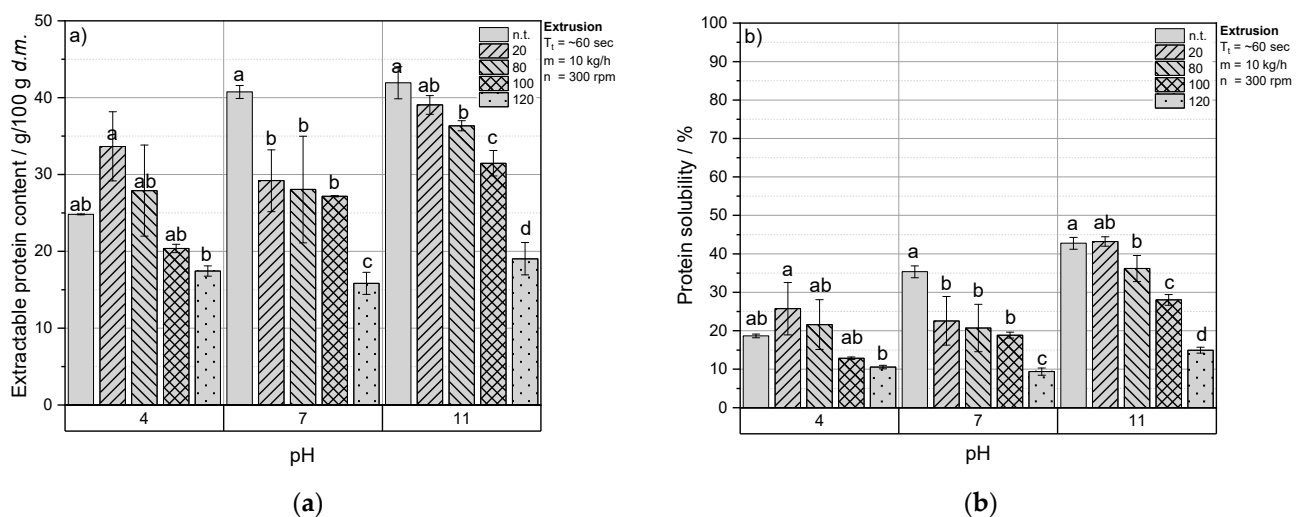 a)
Extractable protein content / g/100 g d.m.
50
40
30
20
10
0
n.t.
20
80
100
120
Extrusion
Tt = ~60 sec
m = 10 kg/h
n = 300 rpm
ab
a
ab
ab
b
a
b
b
b
c
a
ab
b
c
d
4
7
11
pH
(a)
b)
Protein solubility / %
100
90
80
70
60
50
40
30
20
10
0
n.t.
20
80
100
120
Extrusion
Tt = ~60 sec
m = 10 kg/h
n = 300 rpm
ab
a
ab
ab
b
a
b
b
b
c
a
ab
b
c
d
4
7
11
pH
(b)